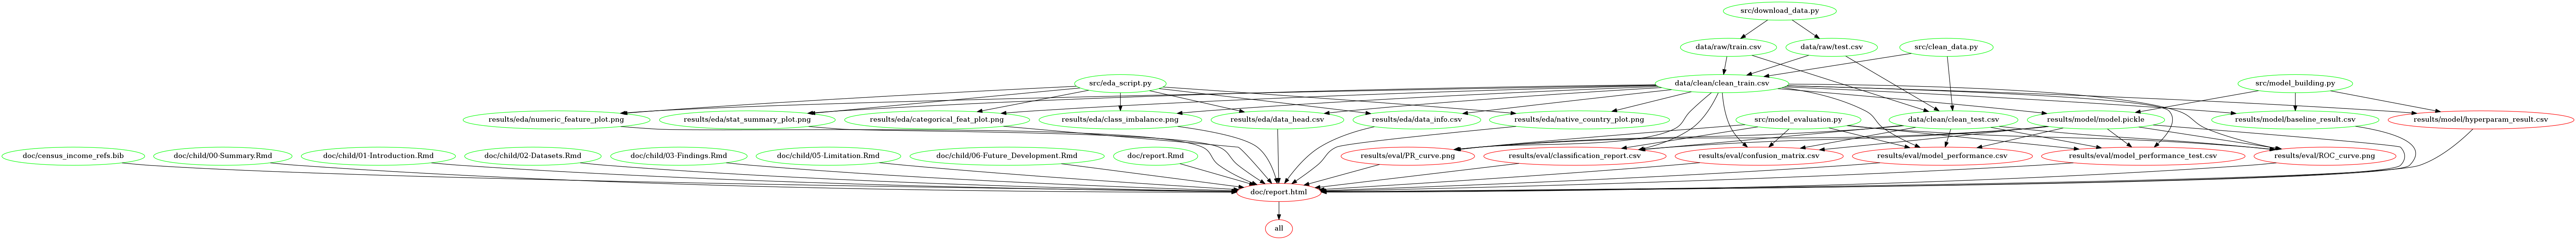 src/download_data.py
data/raw/train.csv
data/raw/test.csv
src/clean_data.py
src/eda_script.py
data/clean/clean_train.csv
src/model_building.py
results/eda/numeric_feature_plot.png
results/eda/stat_summary_plot.png
results/eda/categorical_feat_plot.png
results/eda/class_imbalance.png
results/eda/data_head.csv
results/eda/data_info.csv
results/eda/native_country_plot.png
src/model_evaluation.py
data/clean/clean_test.csv
results/model/model.pickle
results/model/baseline_result.csv
results/model/hyperparam_result.csv
doc/census_income_refs.bib
doc/child/00-Summary.Rmd
doc/child/01-Introduction.Rmd
doc/child/02-Datasets.Rmd
doc/child/03-Findings.Rmd
doc/child/05-Limitation.Rmd
doc/child/06-Future_Development.Rmd
doc/report.Rmd
results/eval/PR_curve.png
results/eval/classification_report.csv
results/eval/confusion_matrix.csv
results/eval/model_performance.csv
results/eval/model_performance_test.csv
results/eval/ROC_curve.png
doc/report.html
all